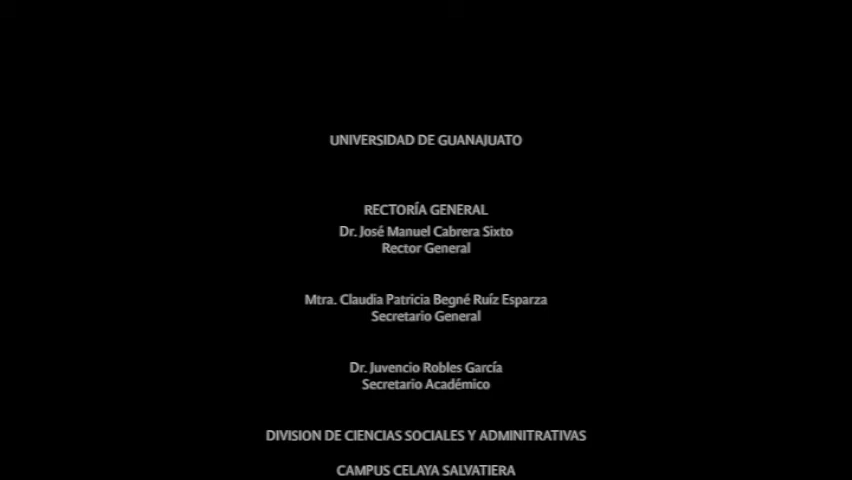 UNIVERSIDAD DE GUANAJUATO
RECTORÍA GENERAL
Dr. José Manuel Cabrera Sixto
Rector General
Mtra. Claudia Patricia Begné Ruíz Esparza
Secretario General
Dr. Juvencio Robles García
Secretario Académico
DIVISION DE CIENCIAS SOCIALES Y ADMINITRATIVAS
CAMPUS CELAYA SALVATIERA